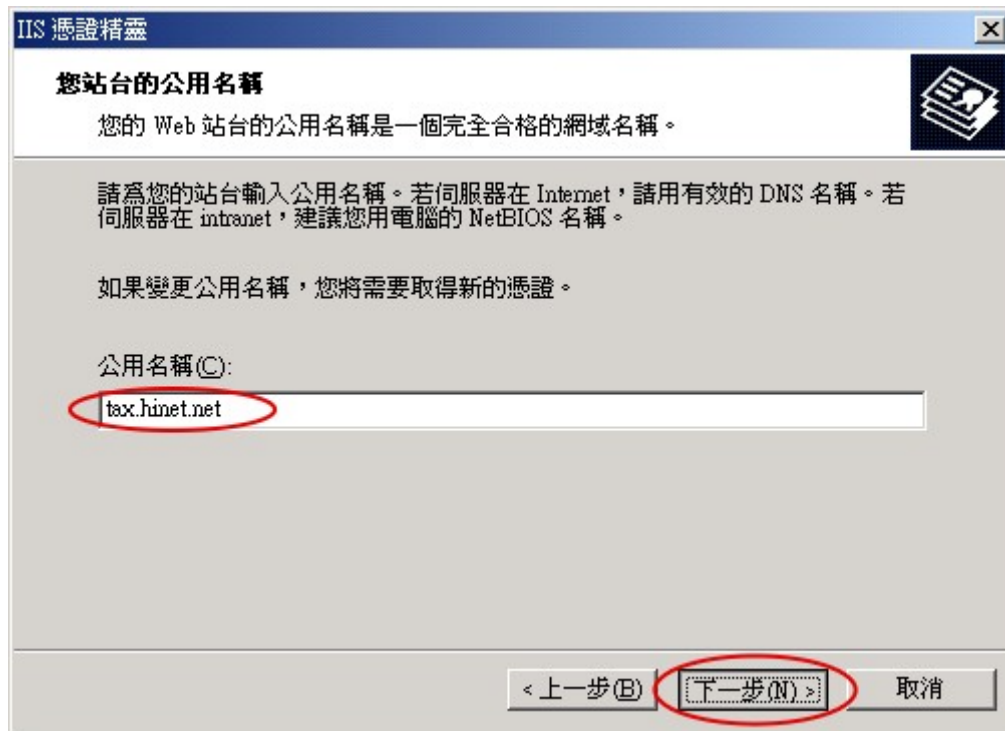 IIS 憑證精靈
您站台的公用名稱
您的 Web 站台的公用名稱是一個完全合格的網域名稱。
請為您的站台輸入公用名稱。若伺服器在 Internet，請用有效的 DNS 名稱。若
伺服器在 intranet，建議您用電腦的 NetBIOS 名稱。
如果變更公用名稱，您將需要取得新的憑證。
公用名稱(C):
tax.hinet.net
< 上一步(B) 下一步(N) > 取消